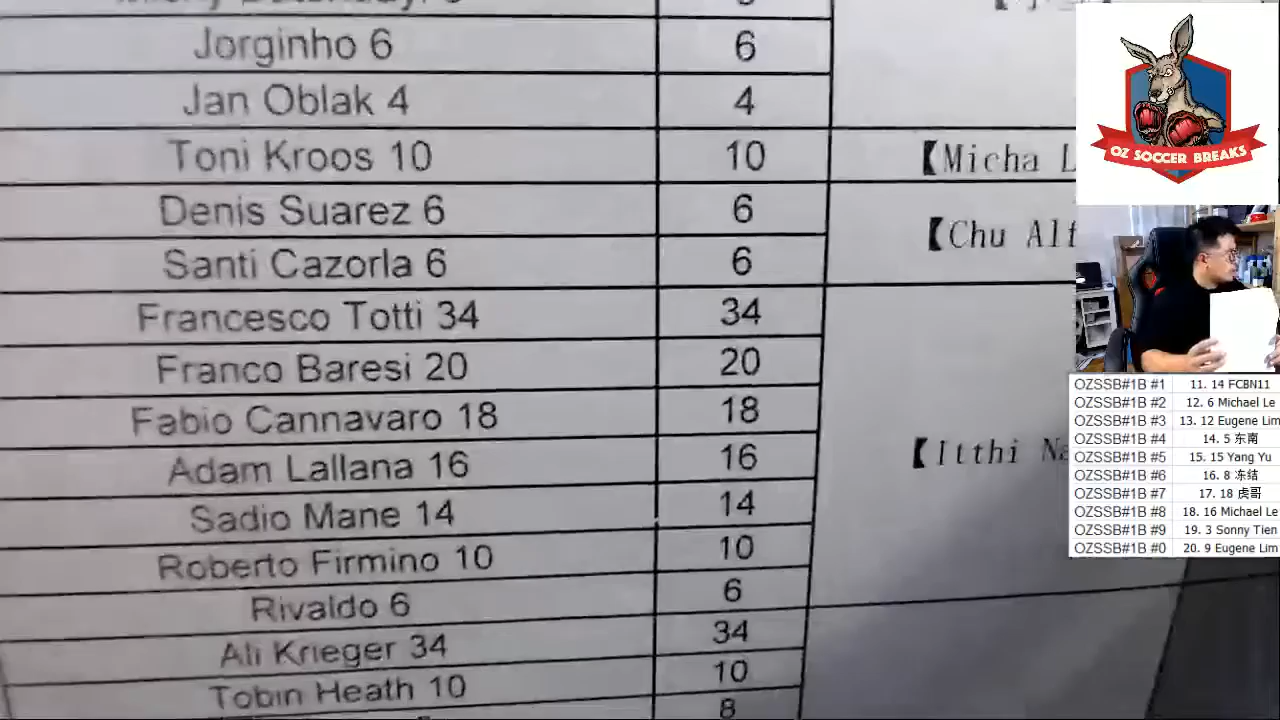 Jorginho 6 6
Jan Oblak 4 4
Toni Kroos 10 10 【Micha L
Denis Suarez 6 6
【Chu Alf
Santi Cazorla 6 6
Francesco Totti 34 34
Franco Baresi 20 20
Fabio Cannavaro 18 18
【Itthi Na
Adam Lallana 16 16
Sadio Mane 14 14
Roberto Firmino 10 10
Rivaldo 6 6
Ali Krieger 34 34
Tobin Heath 10 10
8
OZ SOCCER BREAKS
OZSSB#1B #1 11. 14 FCBN11
OZSSB#1B #2 12. 6 Michael Le
OZSSB#1B #3 13. 12 Eugene Lim
OZSSB#1B #4 14. 5 东南
OZSSB#1B #5 15. 15 Yang Yu
OZSSB#1B #6 16. 8 冻结
OZSSB#1B #7 17. 18 虎哥
OZSSB#1B #8 18. 16 Michael Le
OZSSB#1B #9 19. 3 Sonny Tien
OZSSB#1B #0 20. 9 Eugene Lim